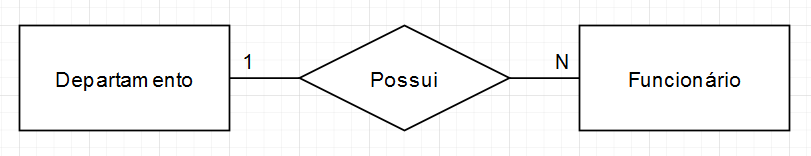 Departamento
1
Possui
N
Funcionário